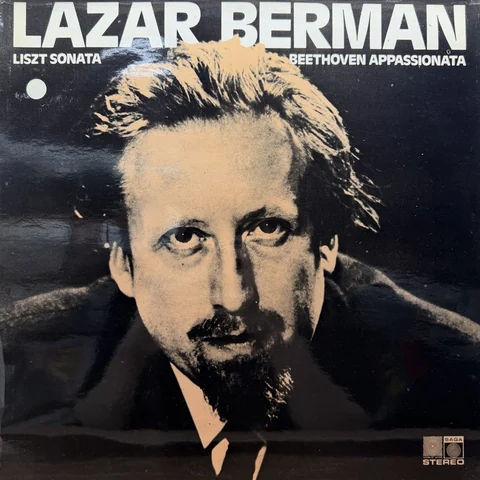 LAZAR BERMAN
LISZT SONATA BEETHOVEN APPASSIONATA
SAGA
STEREO